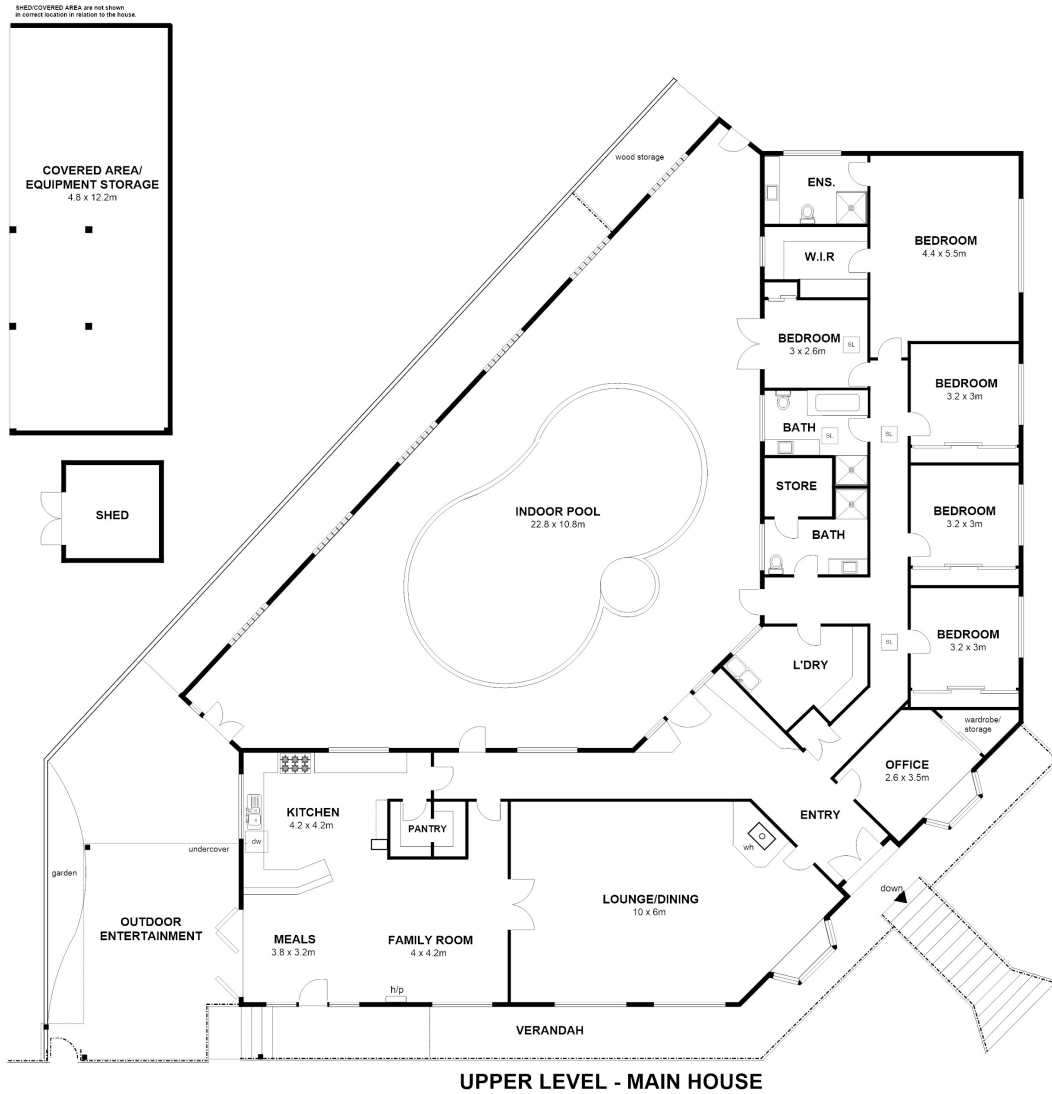 SHED/COVERED AREA are not shown
in correct location in relation to the house.
COVERED AREA/
EQUIPMENT STORAGE
4.8 x 12.2m
SHED
wood storage
ENS.
W.I.R
BEDROOM
4.4 x 5.5m
BEDROOM
3 x 2.6m
SL
BEDROOM
3.2 x 3m
BATH
SL
SL
STORE
BATH
BEDROOM
3.2 x 3m
INDOOR POOL
22.8 x 10.8m
BEDROOM
3.2 x 3m
SL
L'DRY
wardrobe/
storage
OFFICE
2.6 x 3.5m
ENTRY
KITCHEN
4.2 x 4.2m
PANTRY
dw
undercover
garden
wh
down
LOUNGE/DINING
10 x 6m
OUTDOOR
ENTERTAINMENT
MEALS
3.8 x 3.2m
FAMILY ROOM
4 x 4.2m
h/p
VERANDAH
UPPER LEVEL - MAIN HOUSE